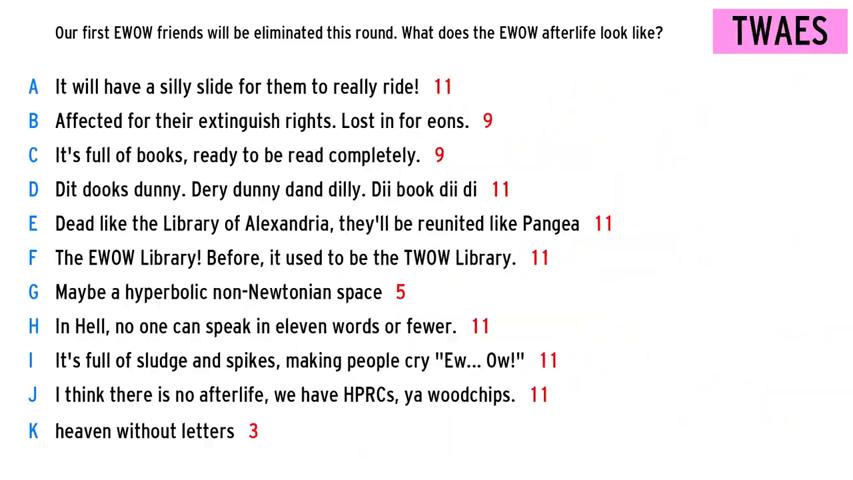 Our first EWOW friends will be eliminated this round. What does the EWOW afterlife look like?
TWAES
A It will have a silly slide for them to really ride! 11
B Affected for their extinguish rights. Lost in for eons. 9
C It's full of books, ready to be read completely. 9
D Dit dooks dunny. Dery dunny dand dilly. Dii book dii di 11
E Dead like the Library of Alexandria, they'll be reunited like Pangea 11
F The EWOW Library! Before, it used to be the TWOW Library. 11
G Maybe a hyperbolic non-Newtonian space 5
H In Hell, no one can speak in eleven words or fewer. 11
I It's full of sludge and spikes, making people cry "Ew... Ow!" 11
J I think there is no afterlife, we have HPRCs, ya woodchips. 11
K heaven without letters 3